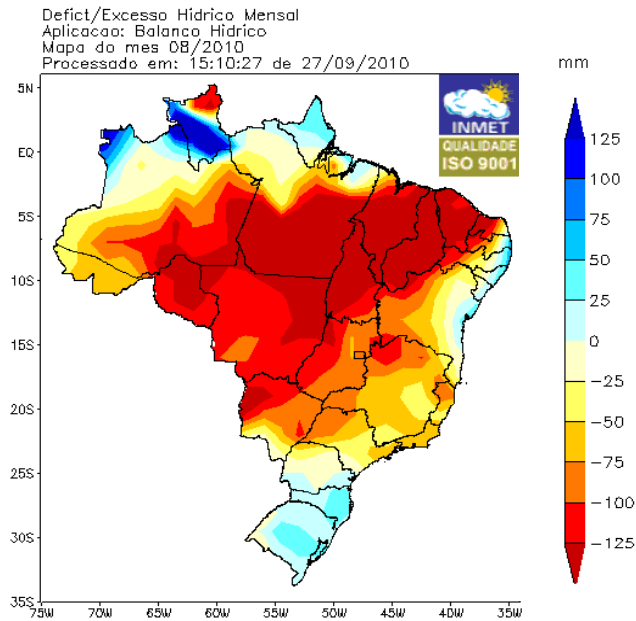 Defict/Excesso Hidrico Mensal
Aplicacao: Balanco Hidrico
Mapa do mes 08/2010
Processado em: 15:10:27 de 27/09/2010
mm
INMET
QUALIDADE
ISO 9001
5N
EQ
5S
10S
15S
20S
25S
30S
35S
75W 70W 65W 60W 55W 50W 45W 40W 35W
125
100
75
50
25
0
−25
−50
−75
−100
−125